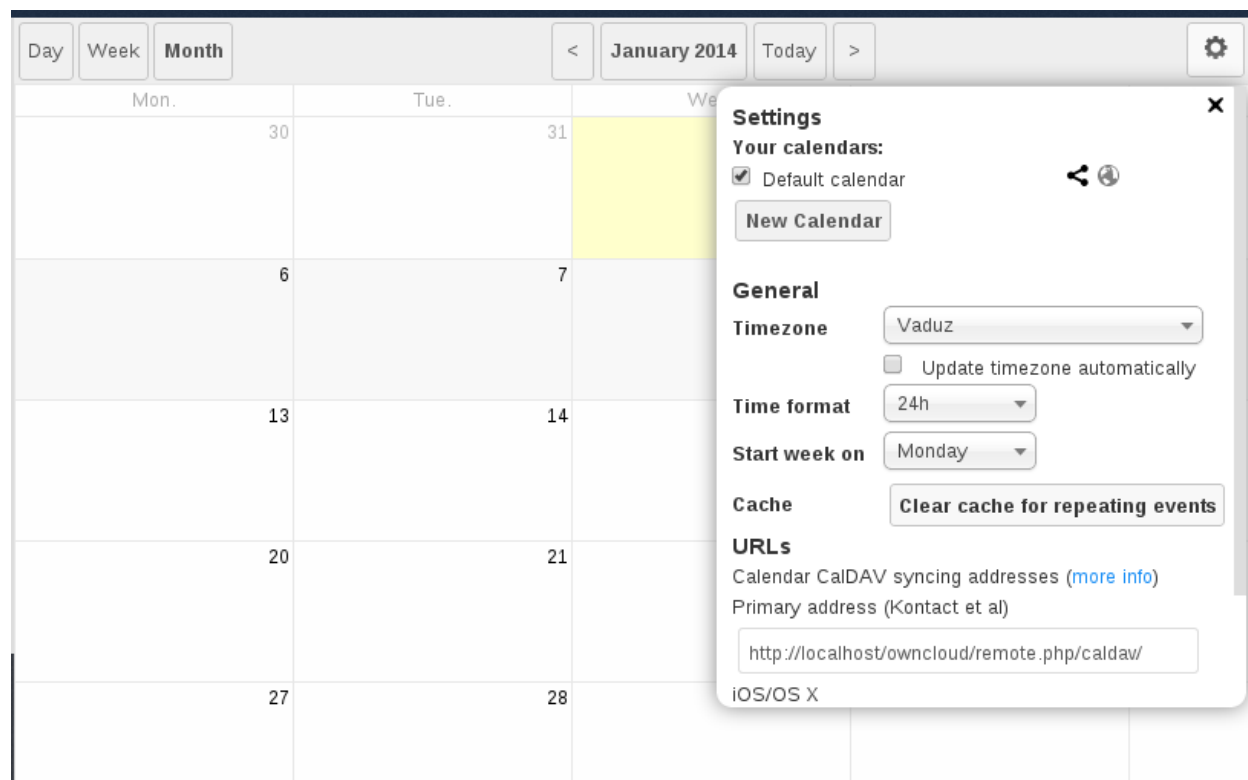 Day Week Month < January 2014 Today >
Mon. Tue. We
Settings
Your calendars:
Default calendar
New Calendar
General
Timezone Vaduz
Update timezone automatically
Time format 24h
Start week on Monday
Cache Clear cache for repeating events
URLs
Calendar CalDAV syncing addresses (more info)
Primary address (Kontact et al)
http://localhost/owncloud/remote.php/caldav/
iOS/OS X
30 31
6 7
13 14
20 21
27 28